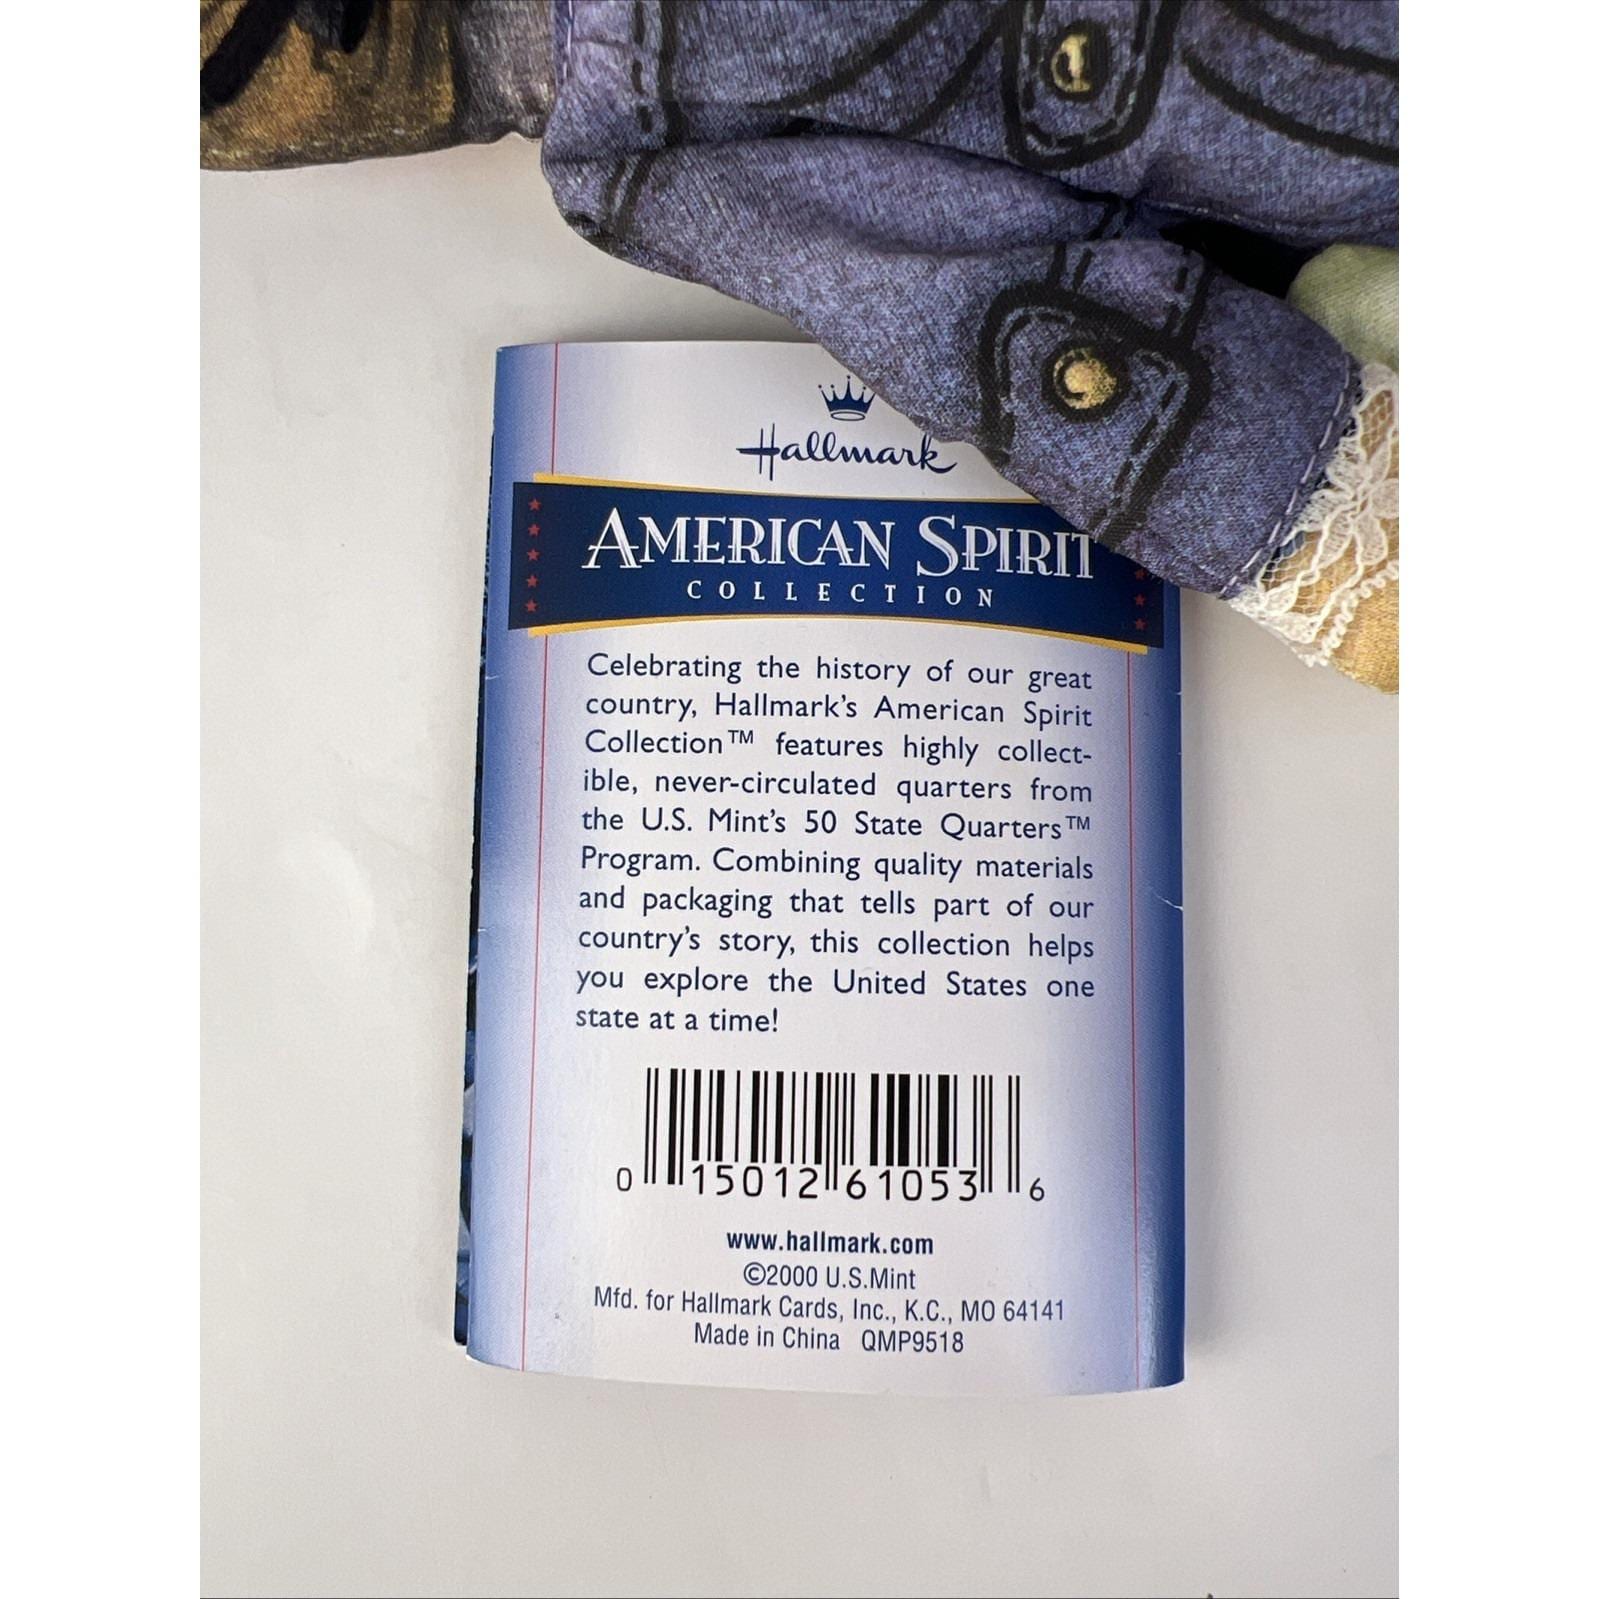 Hallmark
AMERICAN SPIRIT
COLLECTION
Celebrating the history of our great
country, Hallmark's American Spirit
Collection™ features highly collect-
ible, never-circulated quarters from
the U.S. Mint's 50 State Quarters™
Program. Combining quality materials
and packaging that tells part of our
country's story, this collection helps
you explore the United States one
state at a time!
0 15012 61053 6
www.hallmark.com
©2000 U.S.Mint
Mfd. for Hallmark Cards, Inc., K.C., MO 64141
Made in China QMP9518